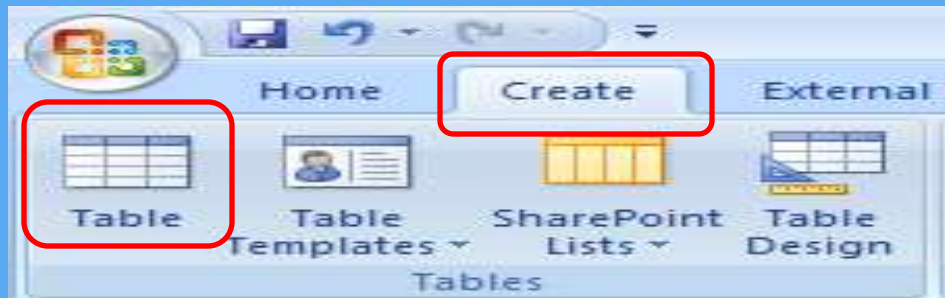 Home Create External
Table Table SharePoint Table
Templates Lists Design
Tables